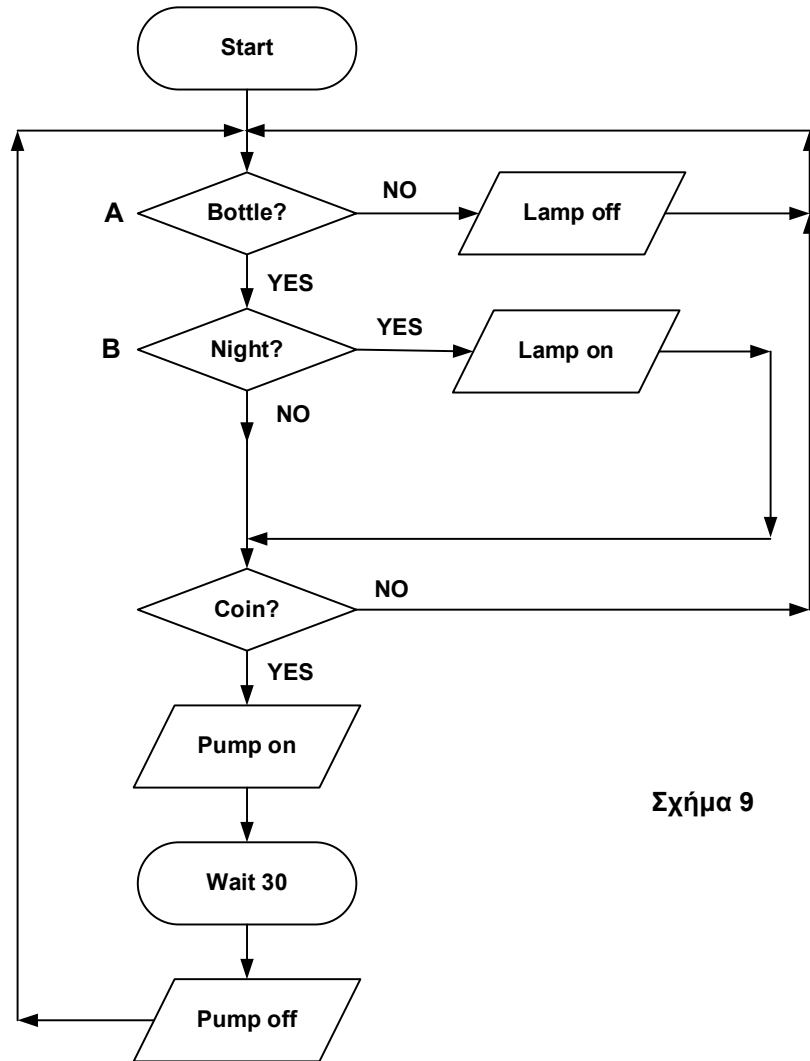 Start
NO
A
Bottle?
Lamp off
YES
YES
B
Night?
Lamp on
NO
NO
Coin?
YES
Pump on
Σχήμα 9
Wait 30
Pump off